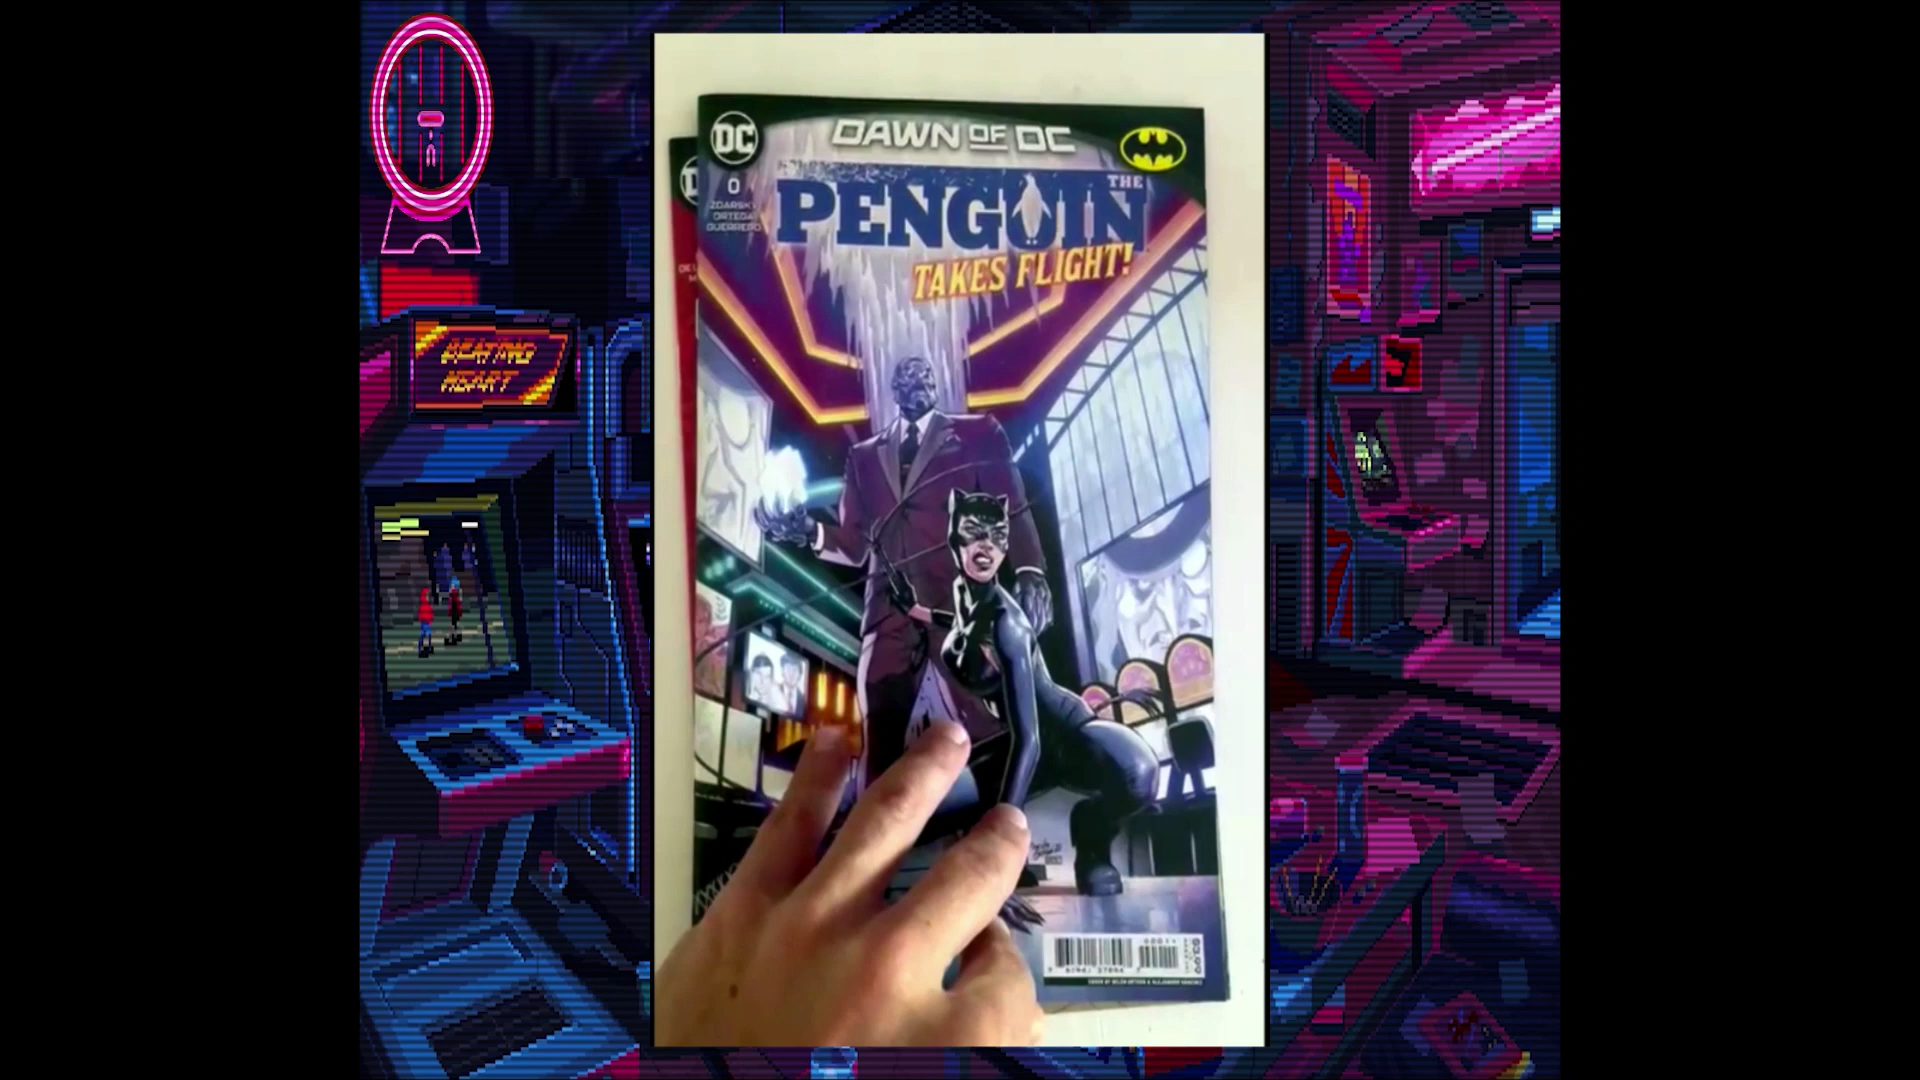 BEATING
HEART
DC
DAWN OF DC
0
THE
PENGUIN
ZDARSKY
ORTEGA
GUERRERO
TAKES FLIGHT!